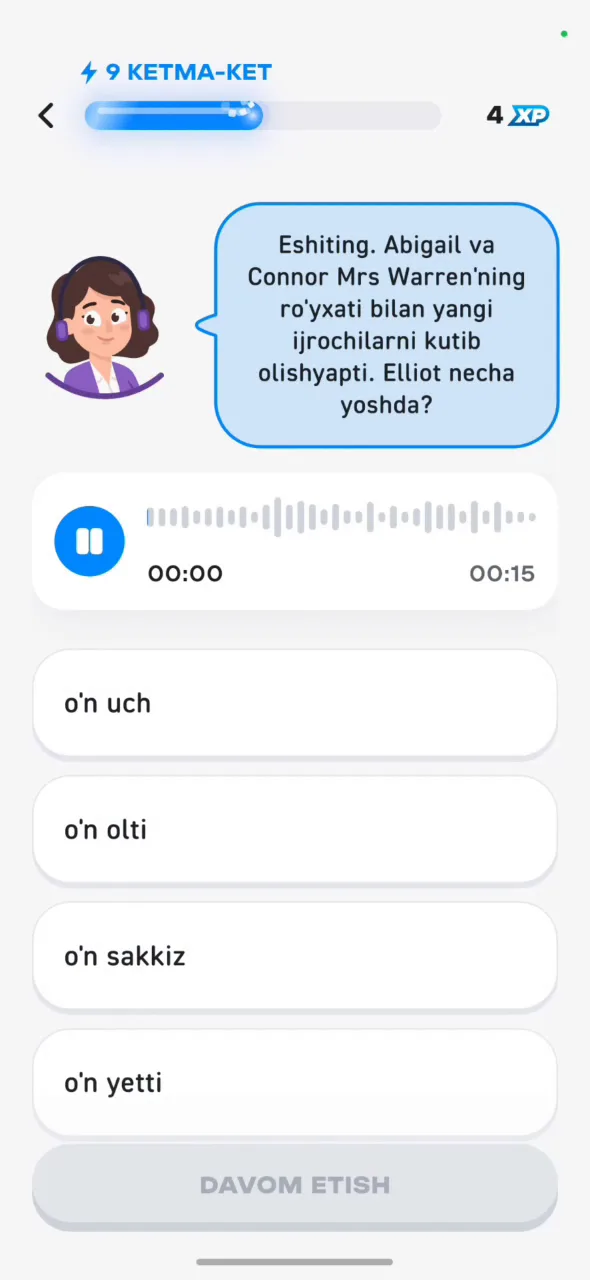 9 KETMA-KET
4 XP
Eshiting. Abigail va
Connor Mrs Warren'ning
ro'yxati bilan yangi
ijrochilarni kutib
olishyapti. Elliot necha
yoshda?
00:00
00:15
o'n uch
o'n olti
o'n sakkiz
o'n yetti
DAVOM ETISH